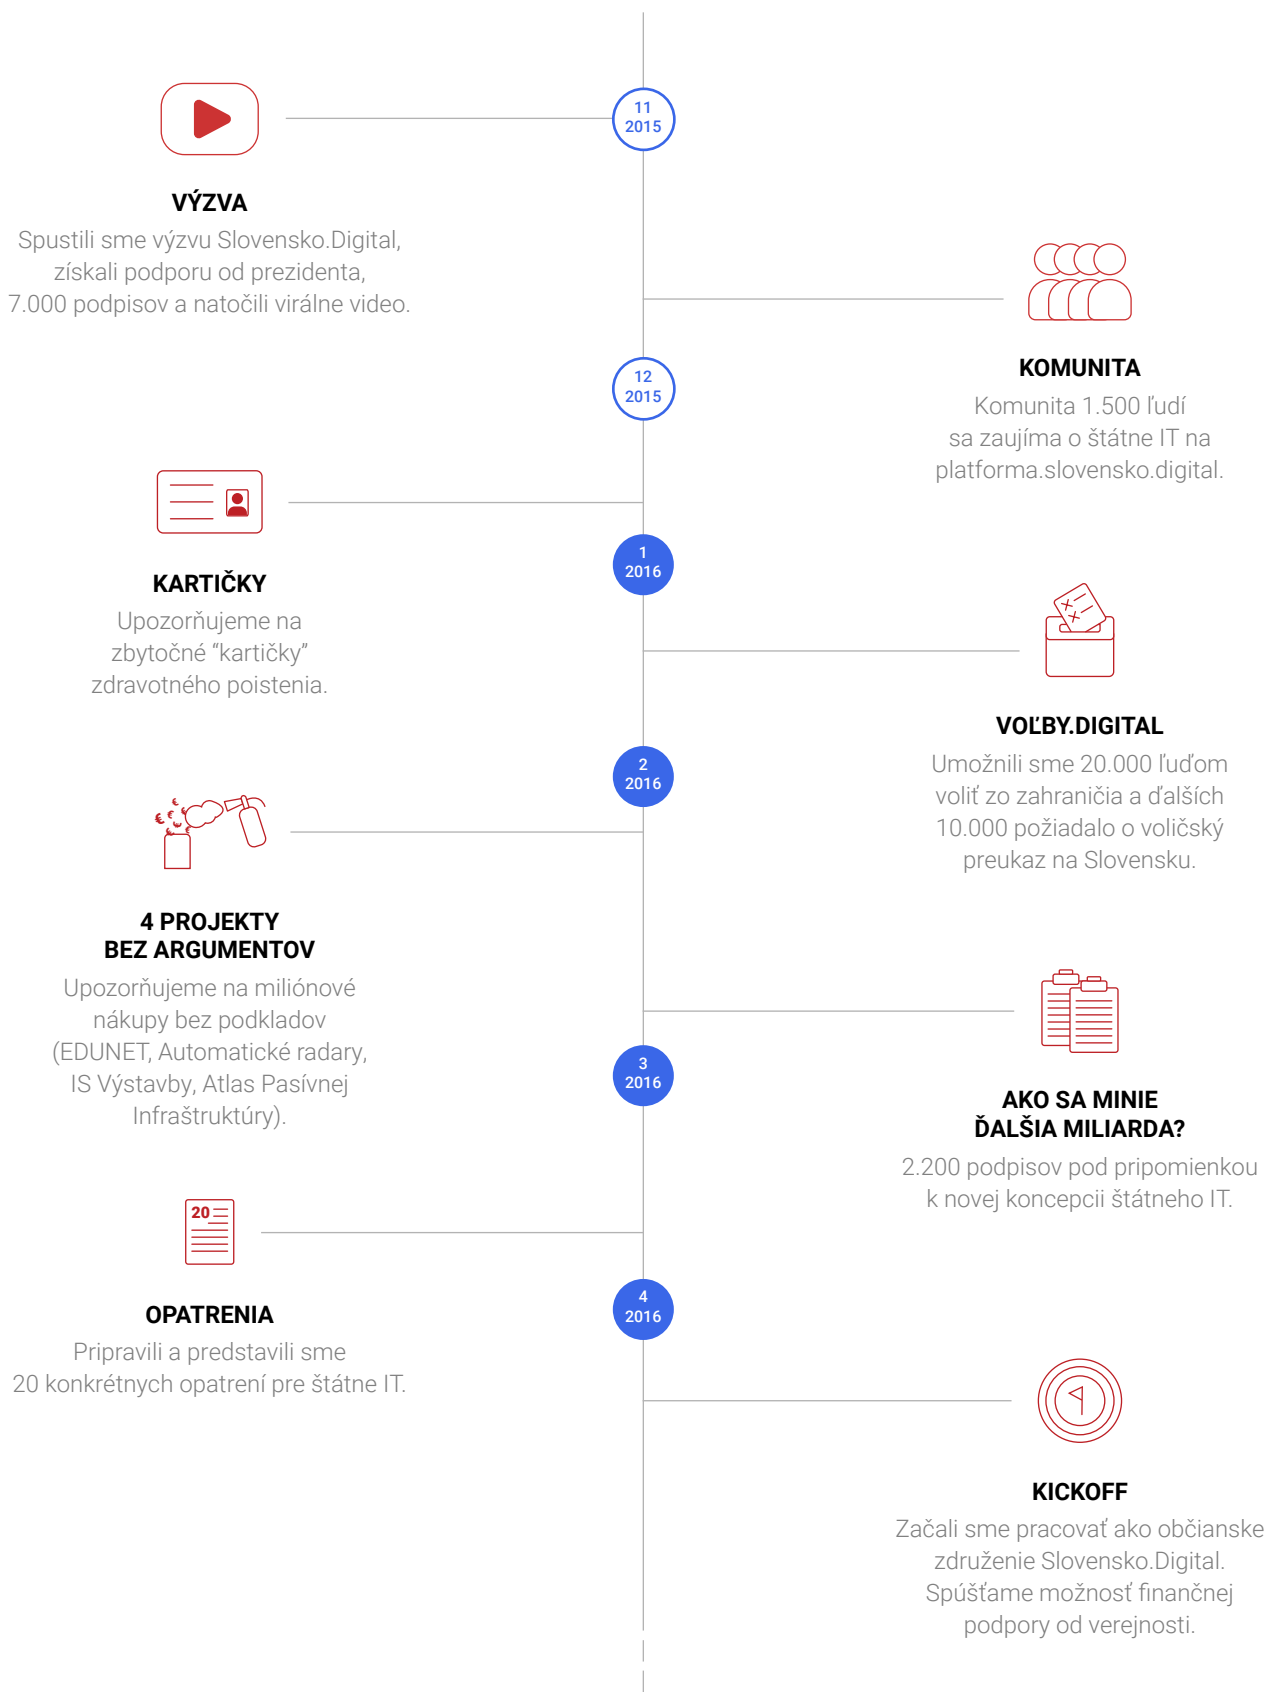 11
2015
VÝZVA
Spustili sme výzvu Slovensko.Digital,
získali podporu od prezidenta,
7.000 podpisov a natočili virálne video.
KOMUNITA
Komunita 1.500 ľudí
sa zaujíma o štátne IT na
platforma.slovensko.digital.
12
2015
KARTIČKY
Upozorňujeme na
zbytočné “kartičky”
zdravotného poistenia.
1
2016
VOĽBY.DIGITAL
Umožnili sme 20.000 ľuďom
voliť zo zahraničia a ďalších
10.000 požiadalo o voličský
preukaz na Slovensku.
2
2016
4 PROJEKTY
BEZ ARGUMENTOV
Upozorňujeme na miliónové
nákupy bez podkladov
(EDUNET, Automatické radary,
IS Výstavby, Atlas Pasívnej
Infraštruktúry).
3
2016
AKO SA MINIE
ĎALŠIA MILIARDA?
2.200 podpisov pod pripomienkou
k novej koncepcii štátneho IT.
20
OPATRENIA
Pripravili a predstavili sme
20 konkrétnych opatrení pre štátne IT.
4
2016
KICKOFF
Začali sme pracovať ako občianske
združenie Slovensko.Digital.
Spúšťame možnosť finančnej
podpory od verejnosti.